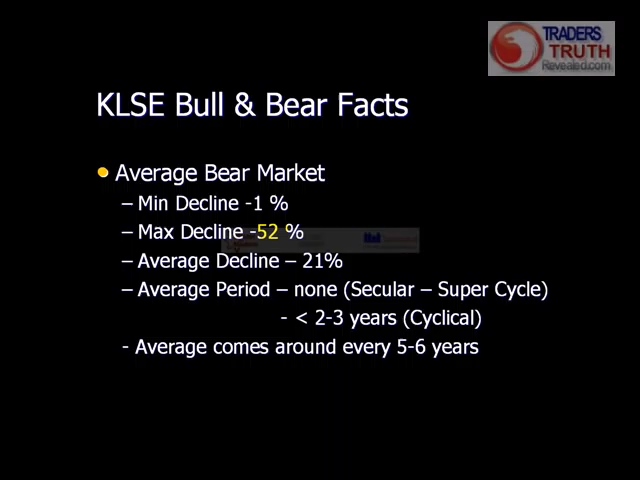 TRADERS
TRUTH
Revealed.com
KLSE Bull & Bear Facts
• Average Bear Market
– Min Decline -1 %
– Max Decline -52 %
– Average Decline – 21%
– Average Period – none (Secular – Super Cycle)
- < 2-3 years (Cyclical)
- Average comes around every 5-6 years